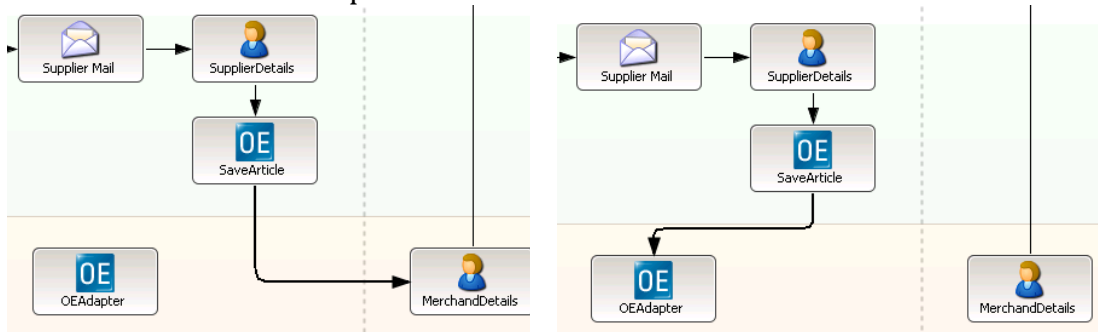 Supplier Mail
SupplierDetails
OE
SaveArticle
OE
OEAdapter
MerchandDetails
Supplier Mail
SupplierDetails
OE
SaveArticle
OE
OEAdapter
MerchandDetails